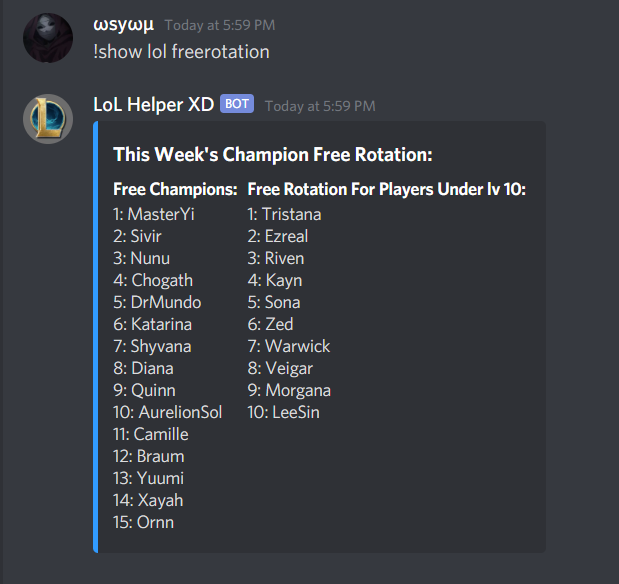 ωsyωμ Today at 5:59 PM
!show lol freerotation
LoL Helper XD BOT Today at 5:59 PM
This Week's Champion Free Rotation:
Free Champions:
1: MasterYi
2: Sivir
3: Nunu
4: Chogath
5: DrMundo
6: Katarina
7: Shyvana
8: Diana
9: Quinn
10: AurelionSol
11: Camille
12: Braum
13: Yuumi
14: Xayah
15: Ornn
Free Rotation For Players Under lv 10:
1: Tristana
2: Ezreal
3: Riven
4: Kayn
5: Sona
6: Zed
7: Warwick
8: Veigar
9: Morgana
10: LeeSin